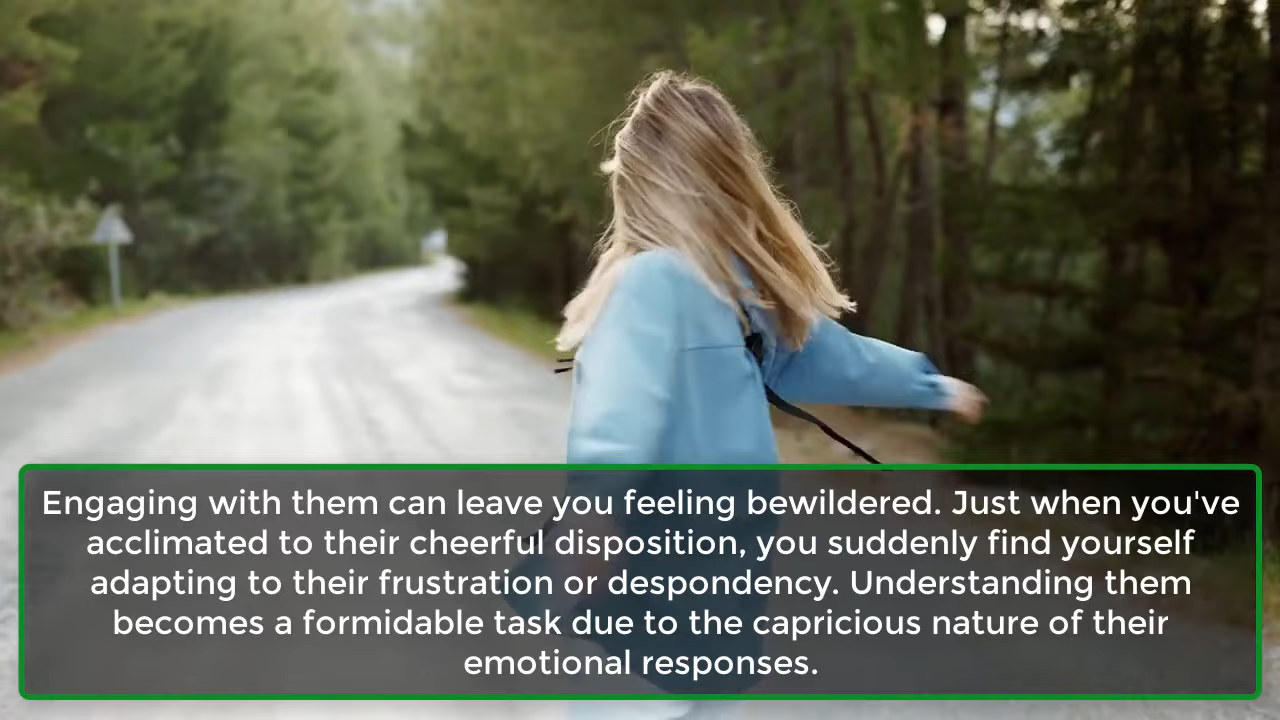 Engaging with them can leave you feeling bewildered. Just when you've
acclimated to their cheerful disposition, you suddenly find yourself
adapting to their frustration or despondency. Understanding them
becomes a formidable task due to the capricious nature of their
emotional responses.